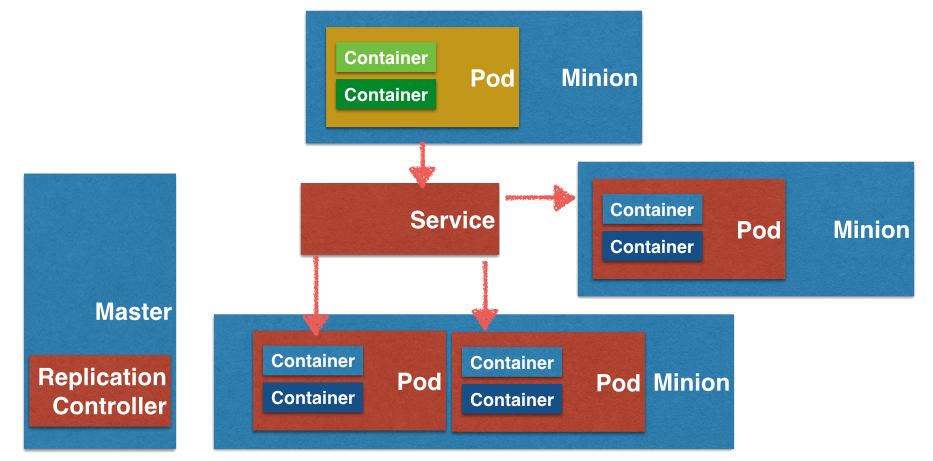 Container
Container
Pod
Minion
Service
Container
Container
Pod
Minion
Master
Replication
Controller
Container
Container
Pod
Container
Container
Pod
Minion